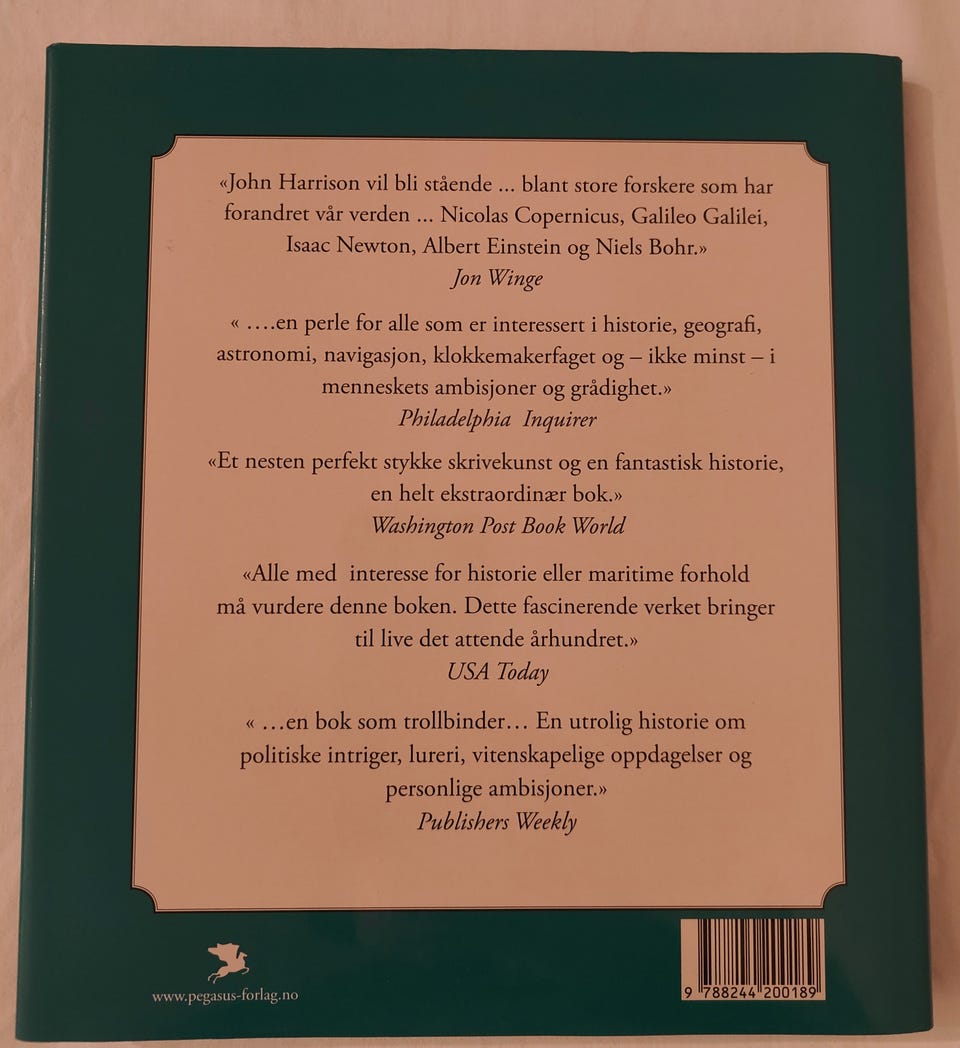 «John Harrison vil bli stående ... blant store forskere som har
forandret vår verden ... Nicolas Copernicus, Galileo Galilei,
Isaac Newton, Albert Einstein og Niels Bohr.»
Jon Winge
« ….en perle for alle som er interessert i historie, geografi,
astronomi, navigasjon, klokkemakerfaget og – ikke minst – i
menneskets ambisjoner og grådighet.»
Philadelphia Inquirer
«Et nesten perfekt stykke skrivekunst og en fantastisk historie,
en helt ekstraordinær bok.»
Washington Post Book World
«Alle med interesse for historie eller maritime forhold
må vurdere denne boken. Dette fascinerende verket bringer
til live det attende århundret.»
USA Today
« …en bok som trollbinder… En utrolig historie om
politiske intriger, lureri, vitenskapelige oppdagelser og
personlige ambisjoner.»
Publishers Weekly
www.pegasus-forlag.no
9 788244 200189